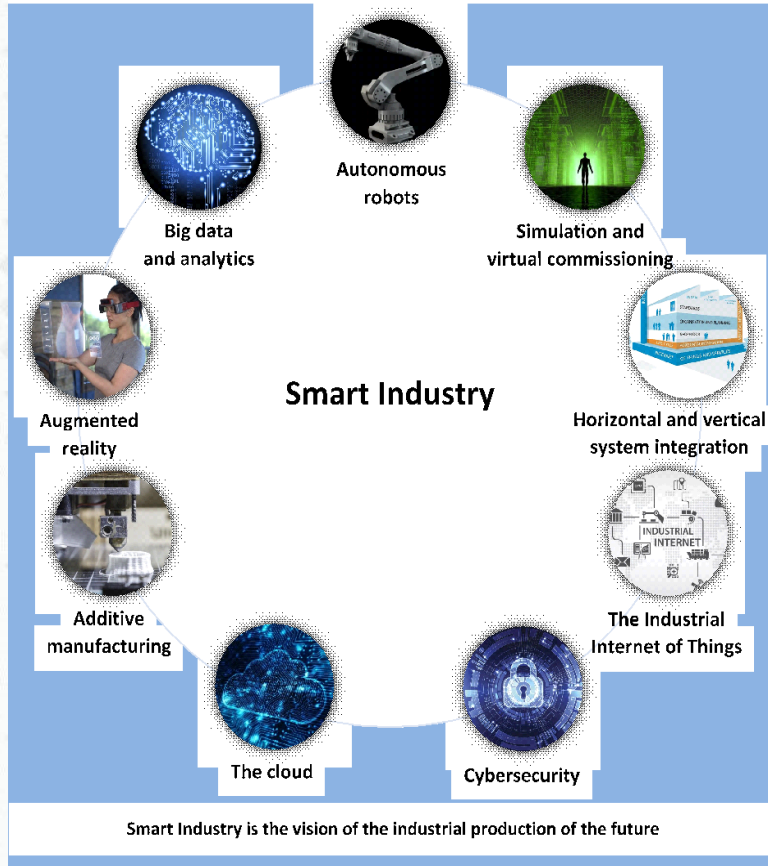 Autonomous
robots
Simulation and
virtual commissioning
Horizontal and vertical
system integration
INDUSTRIAL
INTERNET
The Industrial
Internet of Things
Cybersecurity
The cloud
Additive
manufacturing
Augmented
reality
Big data
and analytics
Smart Industry
Smart Industry is the vision of the industrial production of the future